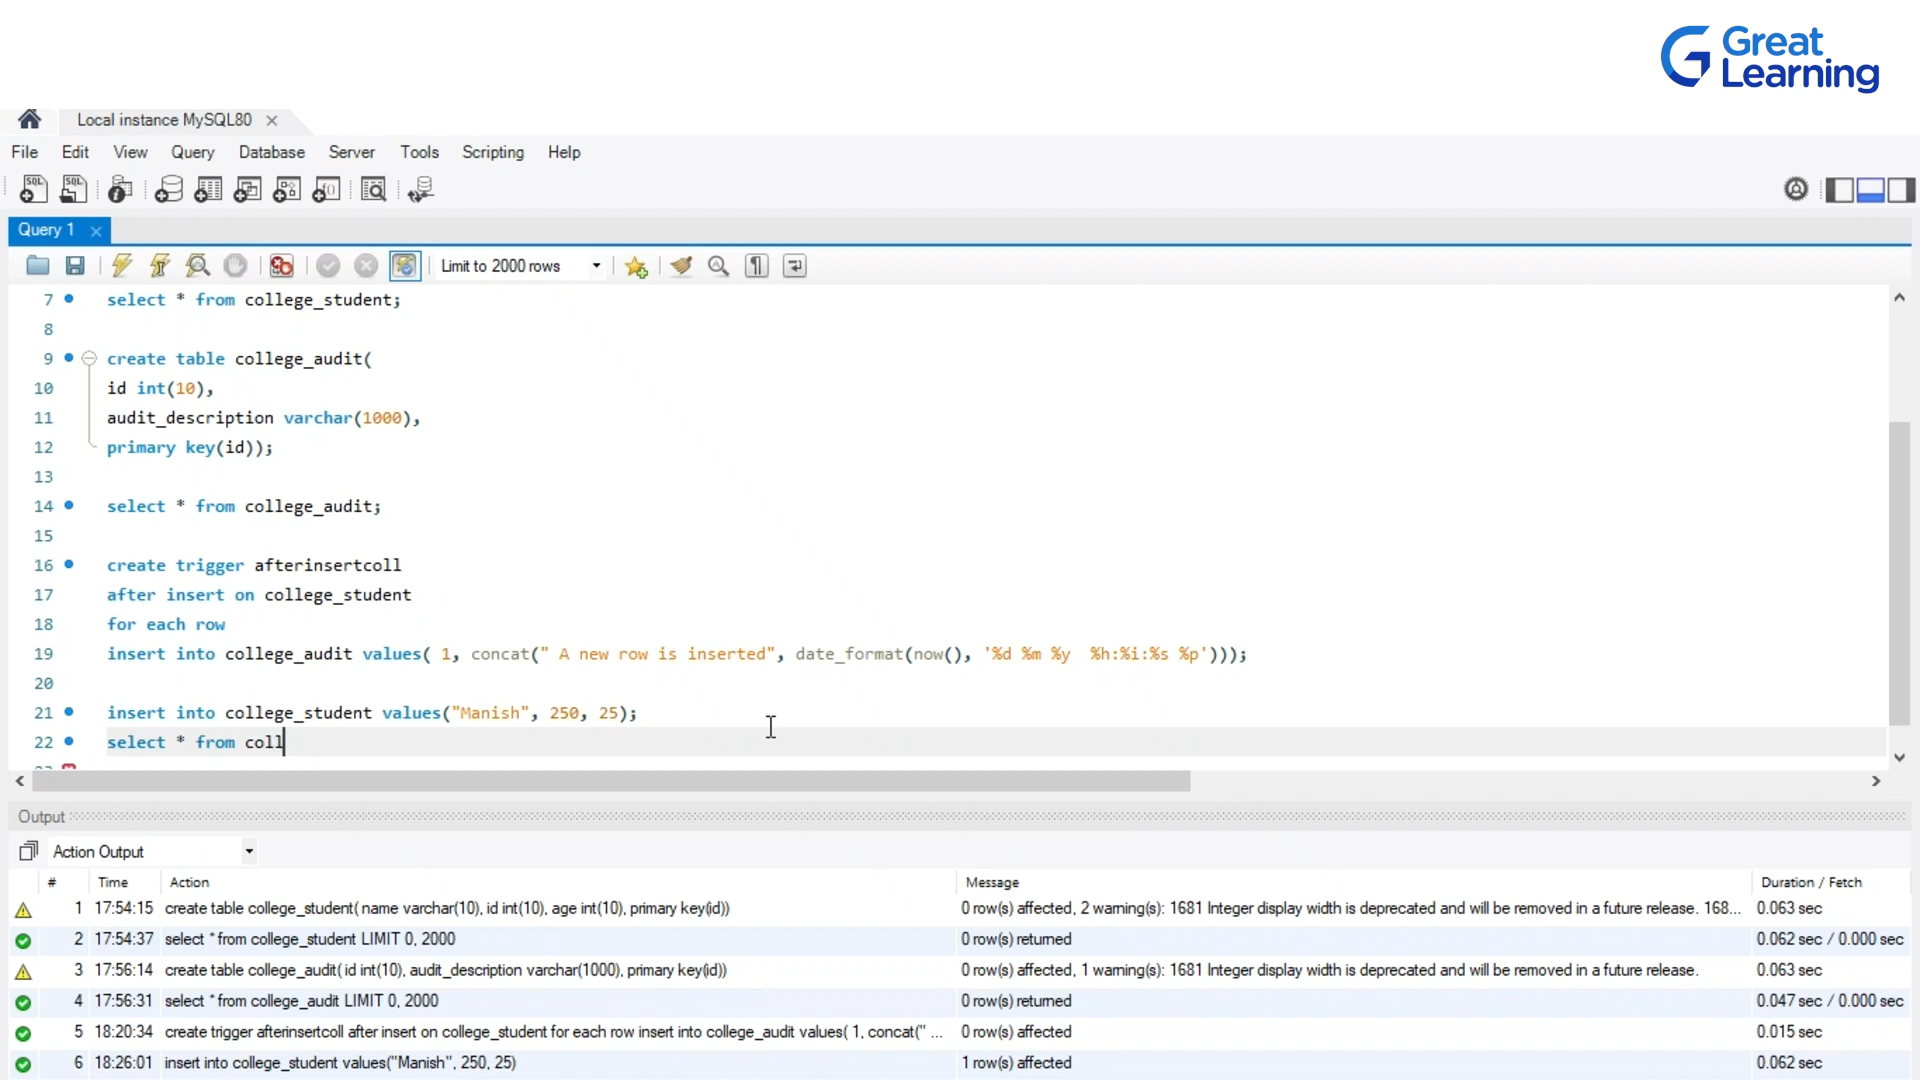 Great
Learning
Local instance MySQL80
File Edit View Query Database Server Tools Scripting Help
Query 1
Limit to 2000 rows
7 select * from college_student;
8
9 create table college_audit(
10 id int(10),
11 audit_description varchar(1000),
12 primary key(id));
13
14 select * from college_audit;
15
16 create trigger afterinsertcoll
17 after insert on college_student
18 for each row
19 insert into college_audit values( 1, concat(" A new row is inserted", date_format(now(), '%d %m %y  %h:%i:%s %p')));
20
21 insert into college_student values("Manish", 250, 25);
22 select * from coll
Output
Action Output
# Time Action Message Duration / Fetch
1 17:54:15 create table college_student( name varchar(10), id int(10), age int(10), primary key(id)) 0 row(s) affected, 2 warning(s): 1681 Integer display width is deprecated and will be removed in a future release. 168... 0.063 sec
2 17:54:37 select * from college_student LIMIT 0, 2000 0 row(s) returned 0.062 sec / 0.000 sec
3 17:56:14 create table college_audit( id int(10), audit_description varchar(1000), primary key(id)) 0 row(s) affected, 1 warning(s): 1681 Integer display width is deprecated and will be removed in a future release. 0.063 sec
4 17:56:31 select * from college_audit LIMIT 0, 2000 0 row(s) returned 0.047 sec / 0.000 sec
5 18:20:34 create trigger afterinsertcoll after insert on college_student for each row insert into college_audit values( 1, concat(" ... 0 row(s) affected 0.015 sec
6 18:26:01 insert into college_student values("Manish", 250, 25) 1 row(s) affected 0.062 sec